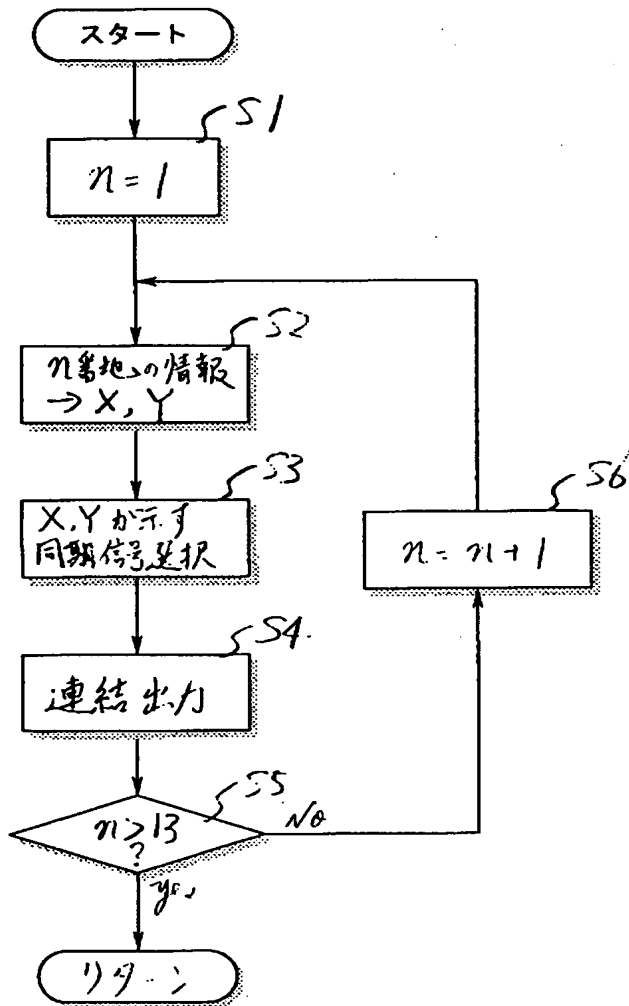 スタート
S1
n = 1
S2
n番地の情報
→ X, Y
S3
X, Y が示す
同期信号選択
S6
n = n + 1
S4
連結出力
S5
n > 13
?
No
yes
リターン